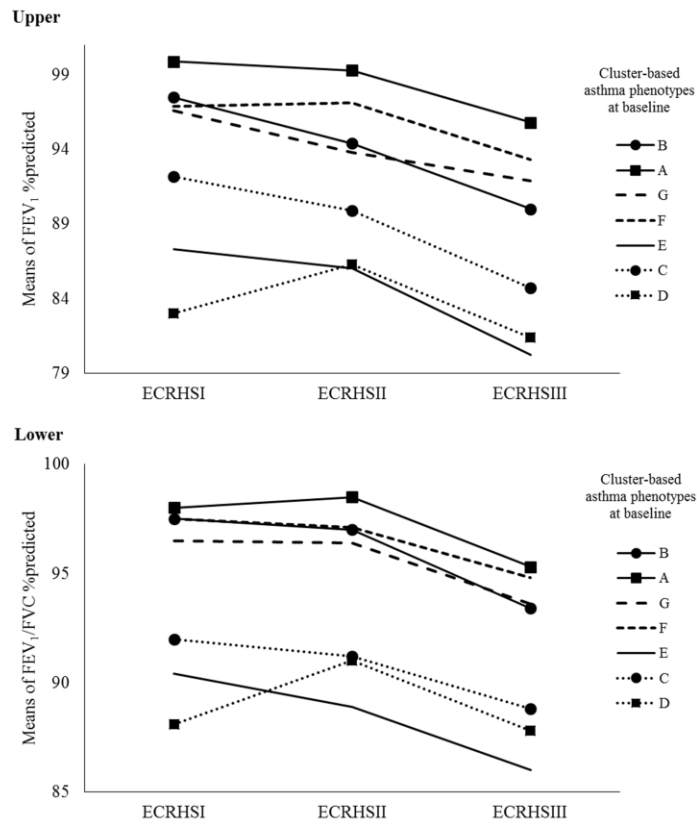 Upper
Means of FEV1 %predicted
99
94
89
84
79
ECRHSI ECRHSII ECRHSIII
Cluster-based
asthma phenotypes
at baseline
B
A
G
F
E
C
D
Lower
Means of FEV1/FVC %predicted
100
95
90
85
ECRHSI ECRHSII ECRHSIII
Cluster-based
asthma phenotypes
at baseline
B
A
G
F
E
C
D